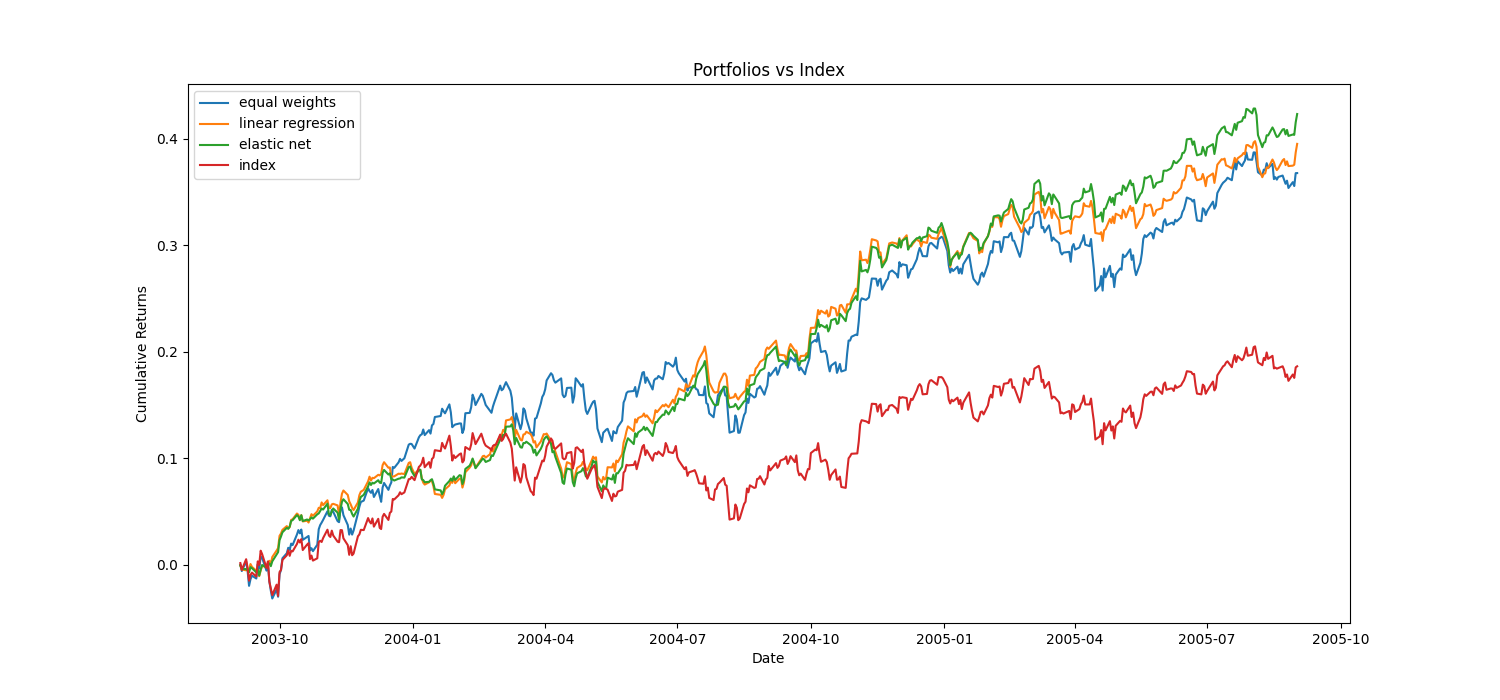 Portfolios vs Index
equal weights
linear regression
elastic net
index
Cumulative Returns
0.4
0.3
0.2
0.1
0.0
2003-10 2004-01 2004-04 2004-07 2004-10 2005-01 2005-04 2005-07 2005-10
Date